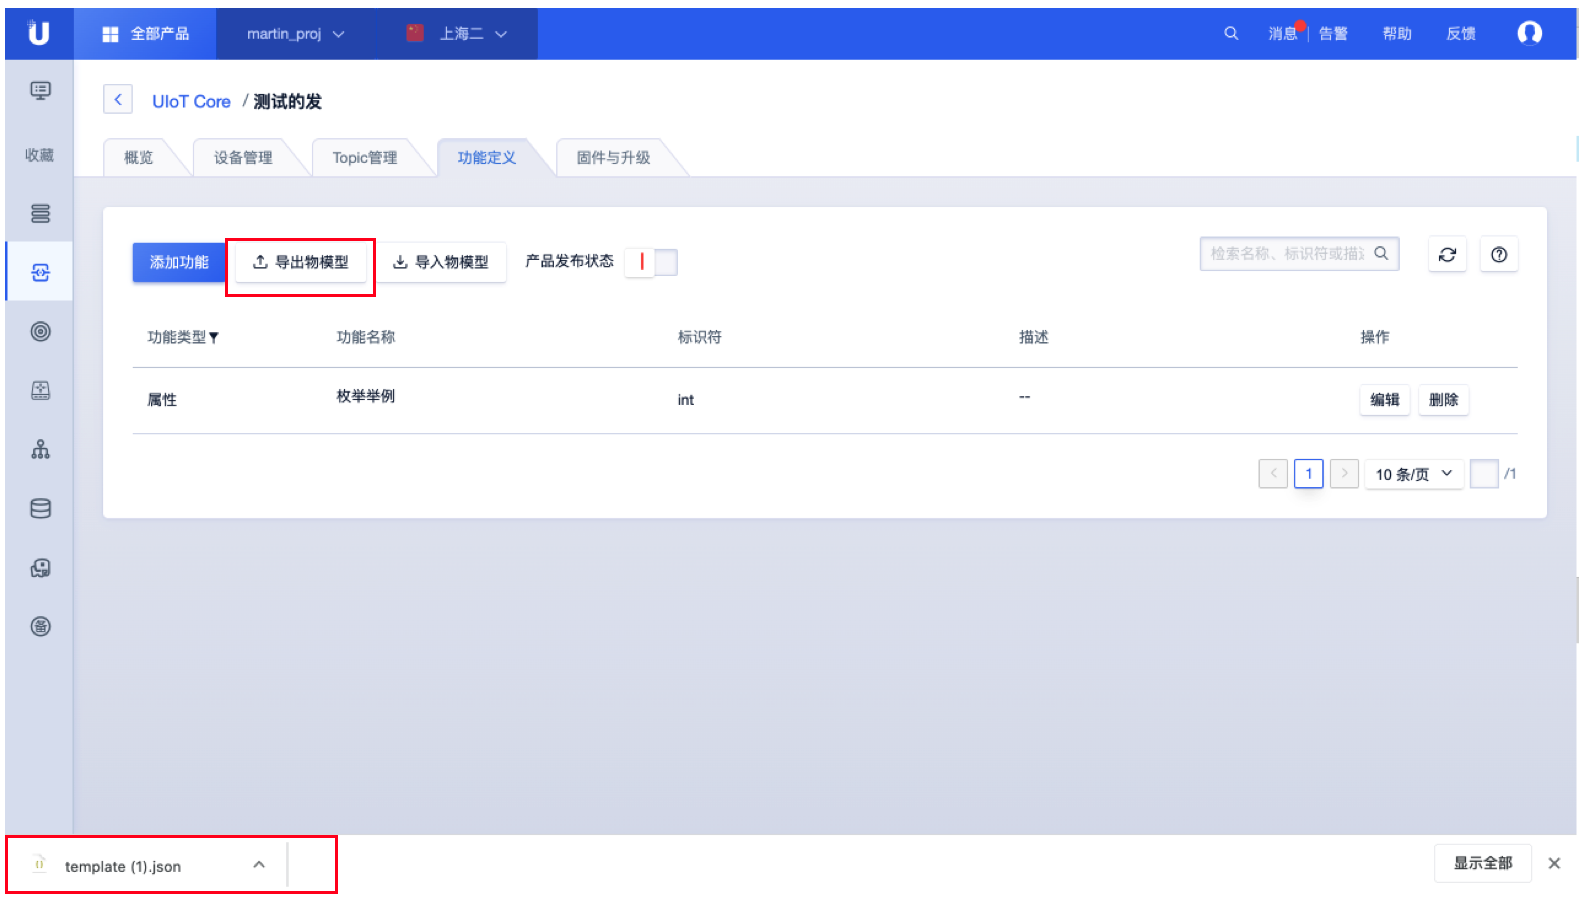 全部产品 martin_proj 上海二 消息 告警 帮助 反馈
收藏
UIoT Core / 测试的发
概览 设备管理 Topic管理 功能定义 固件与升级
添加功能 导出物模型 导入物模型 产品发布状态 检索名称、标识符或描述
功能类型 功能名称 标识符 描述 操作
属性 枚举举例 int -- 编辑 删除
1 10 条/页 /1
备
template (1).json 显示全部